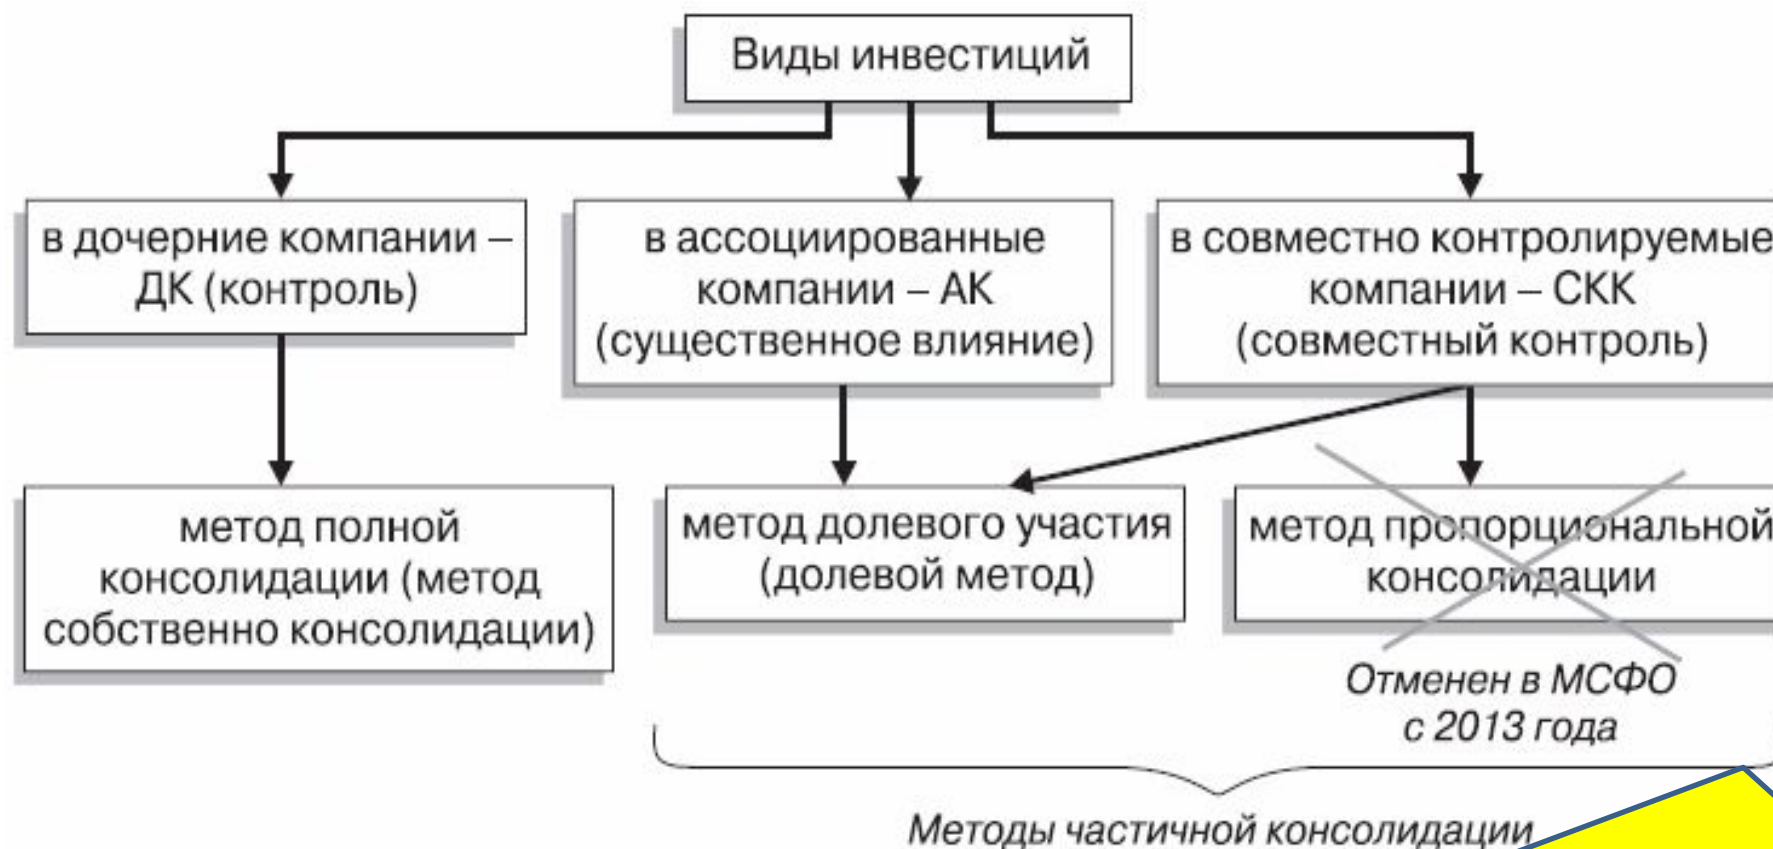 Виды инвестиций
в дочерние компании –
ДК (контроль)
в ассоциированные
компании – АК
(существенное влияние)
в совместно контролируемые
компании – СКК
(совместный контроль)
метод полной
консолидации (метод
собственно консолидации)
метод долевого участия
(долевой метод)
метод пропорциональной
консолидации
Отменен в МСФО
с 2013 года
Методы частичной консолидации